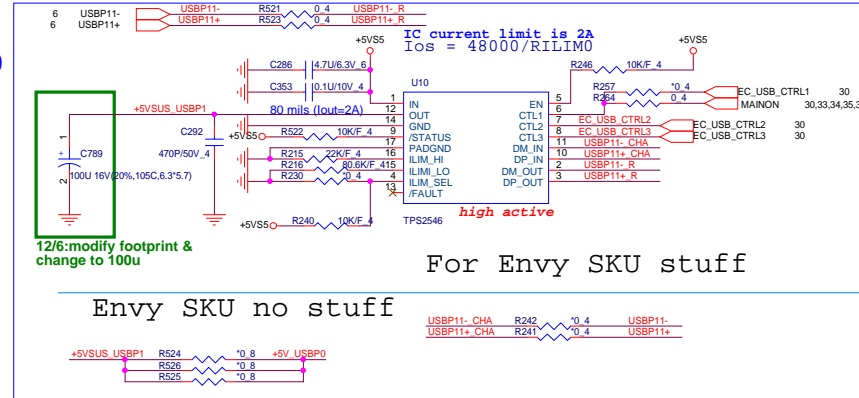 6 USBP11- USBP11- R521 0_4 USBP11-_R
6 USBP11+ USBP11+ R523 0_4 USBP11+_R
IC current limit is 2A
Ios = 48000/RILIM0
+5VS5
+5VS5
C286 4.7U/6.3V_6
R246 10K/F_4
C353 0.1U/10V_4
U10
R257 *0_4 EC_USB_CTRL1 30
R264 0_4 MAINON 30,33,34,35,3
+5VSUS_USBP1
80 mils (Iout=2A)
1 IN EN 5
12 OUT CTL1 6
14 GND CTL2 7 EC_USB_CTRL2 EC_USB_CTRL2 30
+5VS5 R522 10K/F_4 9 /STATUS CTL3 8 EC_USB_CTRL3 EC_USB_CTRL3 30
17 PADGND DM_IN 11 USBP11-_CHA
R215 22K/F_4 16 ILIM_HI DP_IN 10 USBP11+_CHA
R216 80.6K/F_4 15 ILIMI_LO DM_OUT 2 USBP11-_R
R230 *0_4 4 ILIM_SEL DP_OUT 3 USBP11+_R
13 /FAULT
C292
470P/50V_4
1
+
C789
2
100U 16V(20%,105C,6.3*5.7)
+5VS5 R240 10K/F_4
TPS2546
high active
12/6:modify footprint &
change to 100u
For Envy SKU stuff
Envy SKU no stuff
USBP11-_CHA R242 *0_4 USBP11-
USBP11+_CHA R241 *0_4 USBP11+
+5VSUS_USBP1 R524 *0_8 +5V_USBP0
R526 *0_8
R525 *0_8